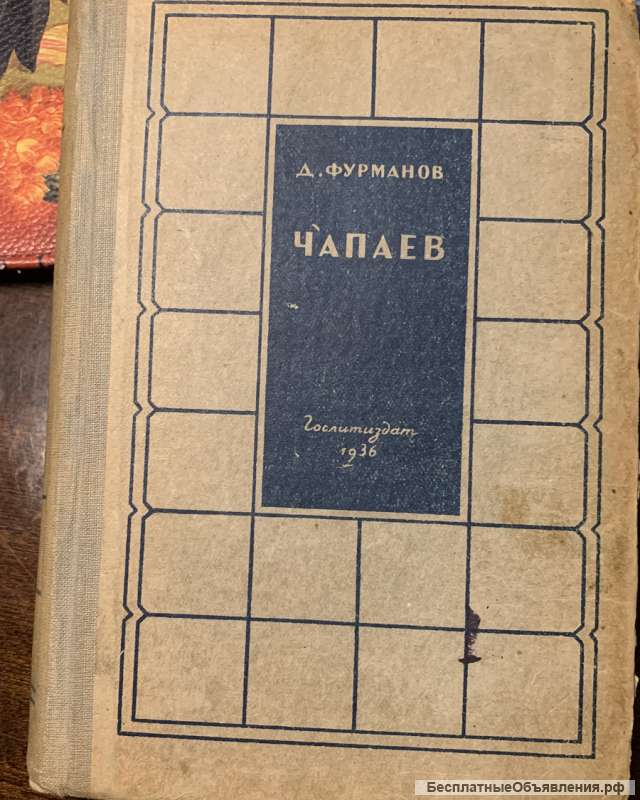 Д. ФУРМАНОВ
ЧАПАЕВ
Гослитиздат
1936
БесплатныеОбъявления.рф